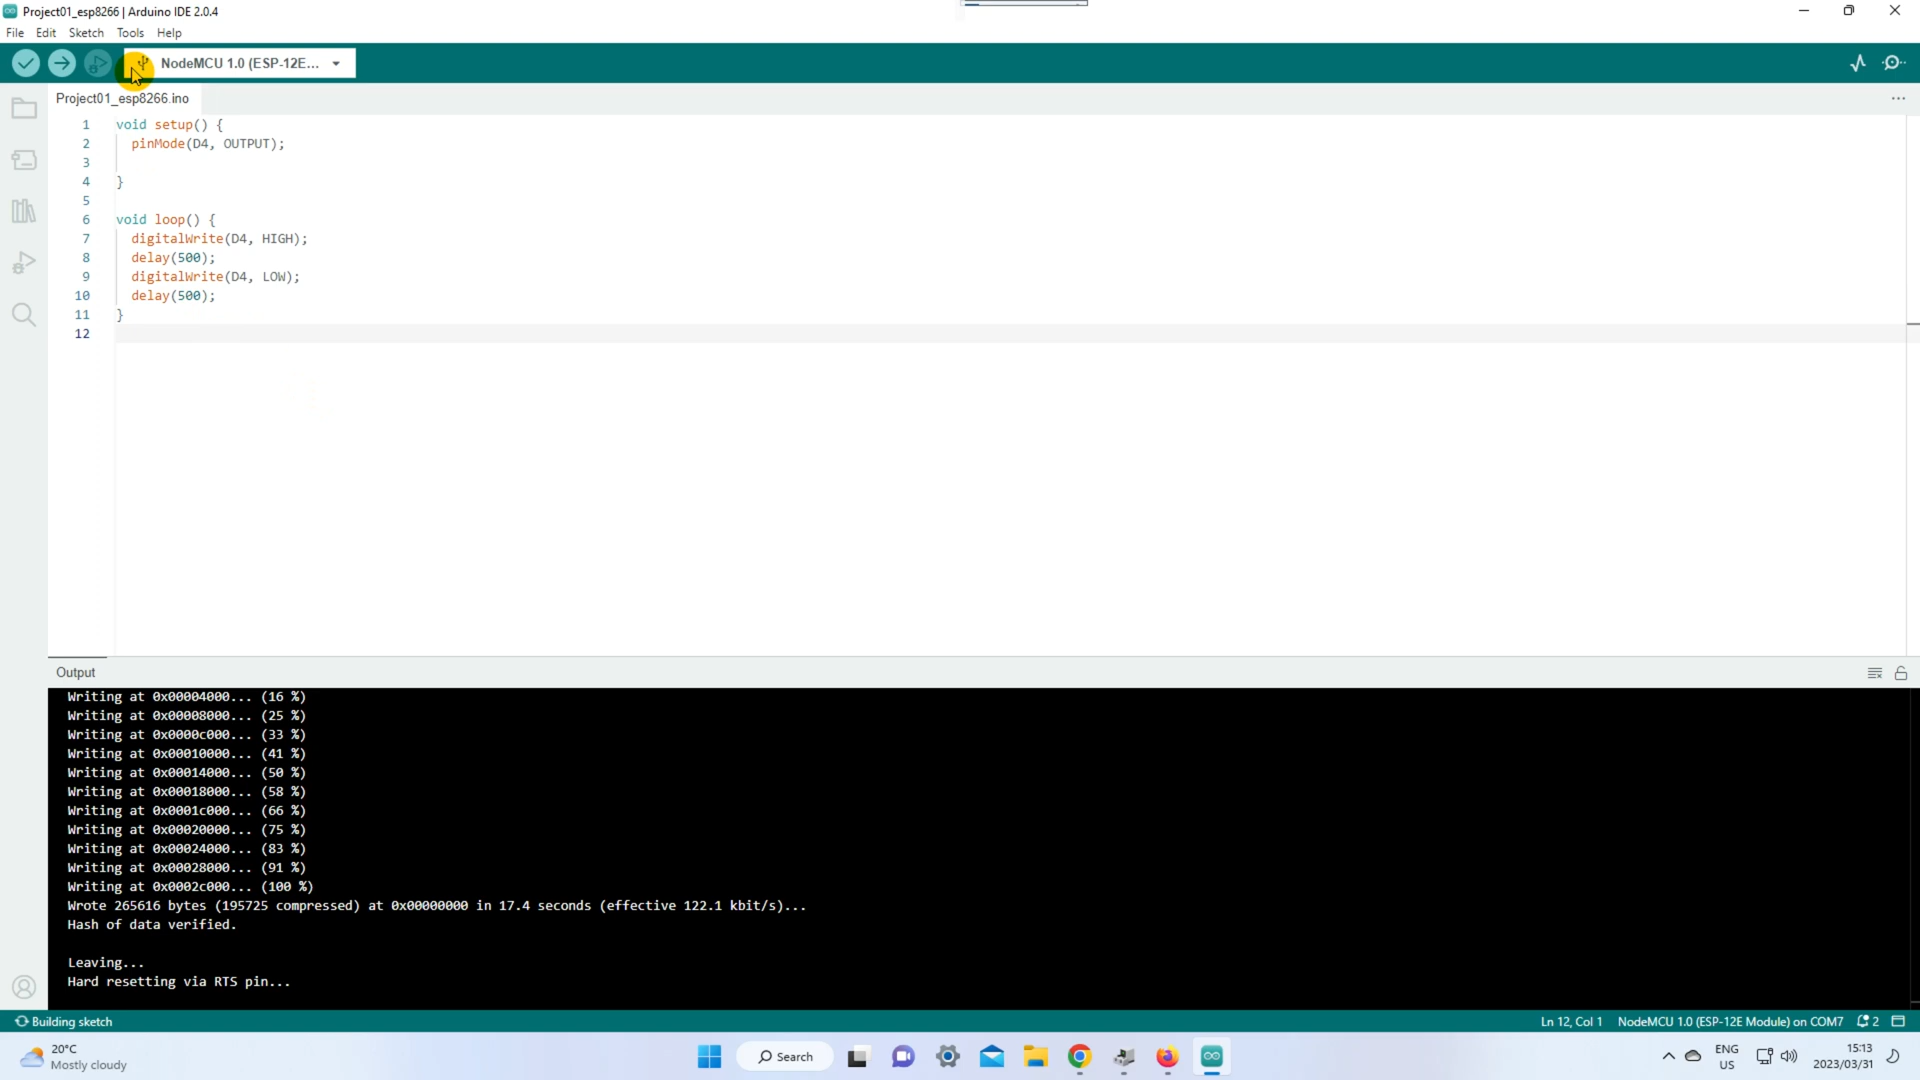 Project01_esp8266 | Arduino IDE 2.0.4
File Edit Sketch Tools Help
NodeMCU 1.0 (ESP-12E...
Project01_esp8266.ino
1 void setup() {
2 pinMode(D4, OUTPUT);
3
4 }
5
6 void loop() {
7 digitalWrite(D4, HIGH);
8 delay(500);
9 digitalWrite(D4, LOW);
10 delay(500);
11 }
12
Output
Writing at 0x00004000... (16 %)
Writing at 0x00008000... (25 %)
Writing at 0x0000c000... (33 %)
Writing at 0x00010000... (41 %)
Writing at 0x00014000... (50 %)
Writing at 0x00018000... (58 %)
Writing at 0x0001c000... (66 %)
Writing at 0x00020000... (75 %)
Writing at 0x00024000... (83 %)
Writing at 0x00028000... (91 %)
Writing at 0x0002c000... (100 %)
Wrote 265616 bytes (195725 compressed) at 0x00000000 in 17.4 seconds (effective 122.1 kbit/s)...
Hash of data verified.
Leaving...
Hard resetting via RTS pin...
Building sketch Ln 12, Col 1 NodeMCU 1.0 (ESP-12E Module) on COM7 2
20°C
Mostly cloudy
Search
ENG
US
15:13
2023/03/31